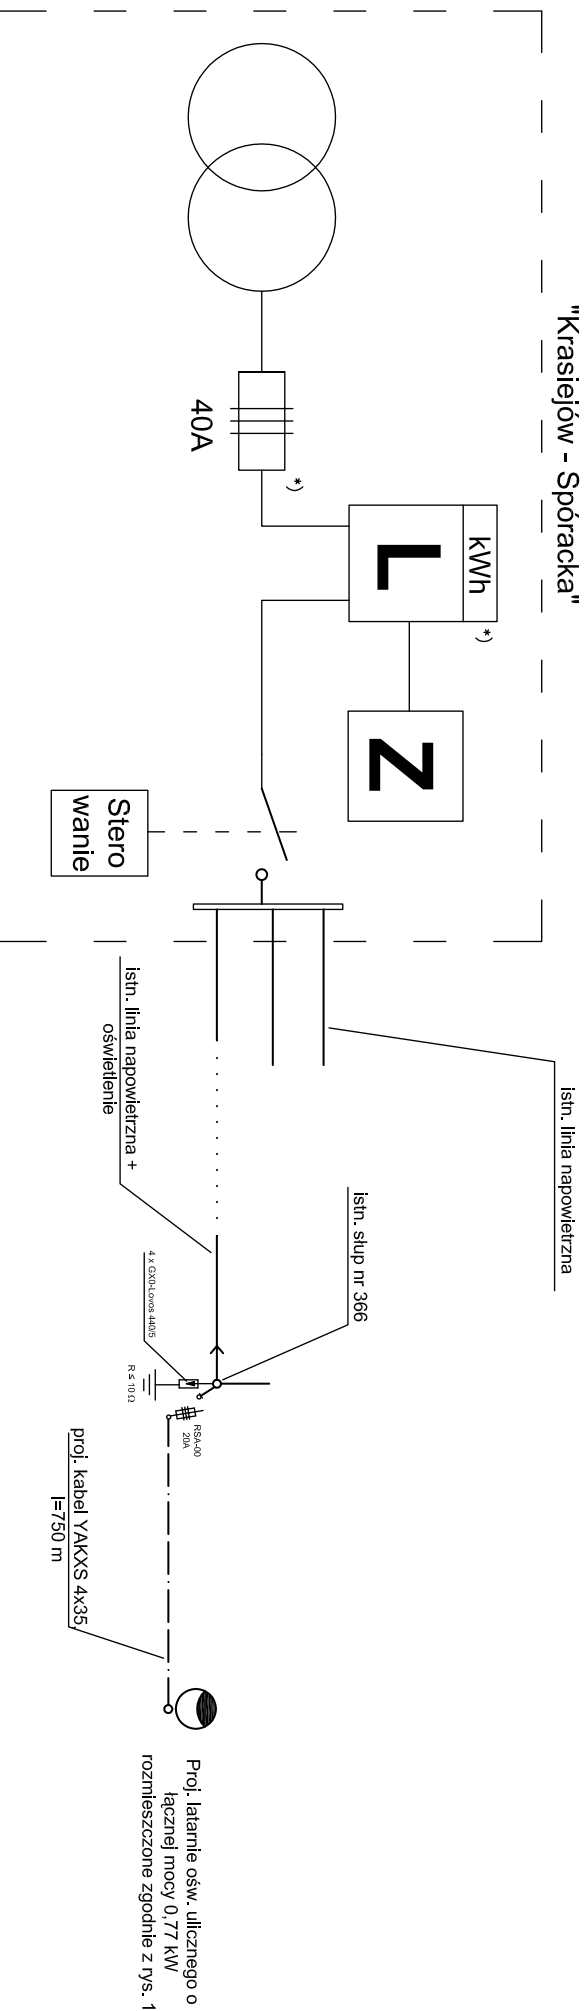 "Krasiejów - Spóracka"
40A
*)
kWh
L
*)
Z
Stero
wanie
istn. linia napowietrzna
istn. linia napowietrzna +
oświetlenie
istn. słup nr 366
4 x GXO-Lovos 440/5
R ≤ 10 Ω
RSA-00
20A
proj. kabel YAKXS 4x35,
l=750 m
Proj. latarnie ośw. ulicznego o
łącznej mocy 0,77 kW
rozmieszczone zgodnie z rys. 1